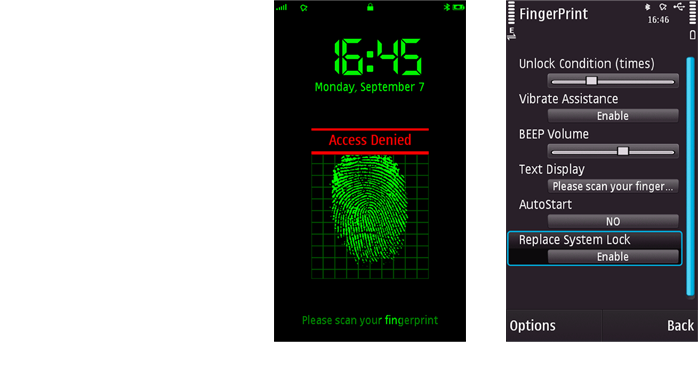 16:45
Monday, September 7
Access Denied
Please scan your fingerprint
FingerPrint
16:46
E
Unlock Condition (times)
Vibrate Assistance
Enable
BEEP Volume
Text Display
Please scan your finger...
AutoStart
NO
Replace System Lock
Enable
Options
Back